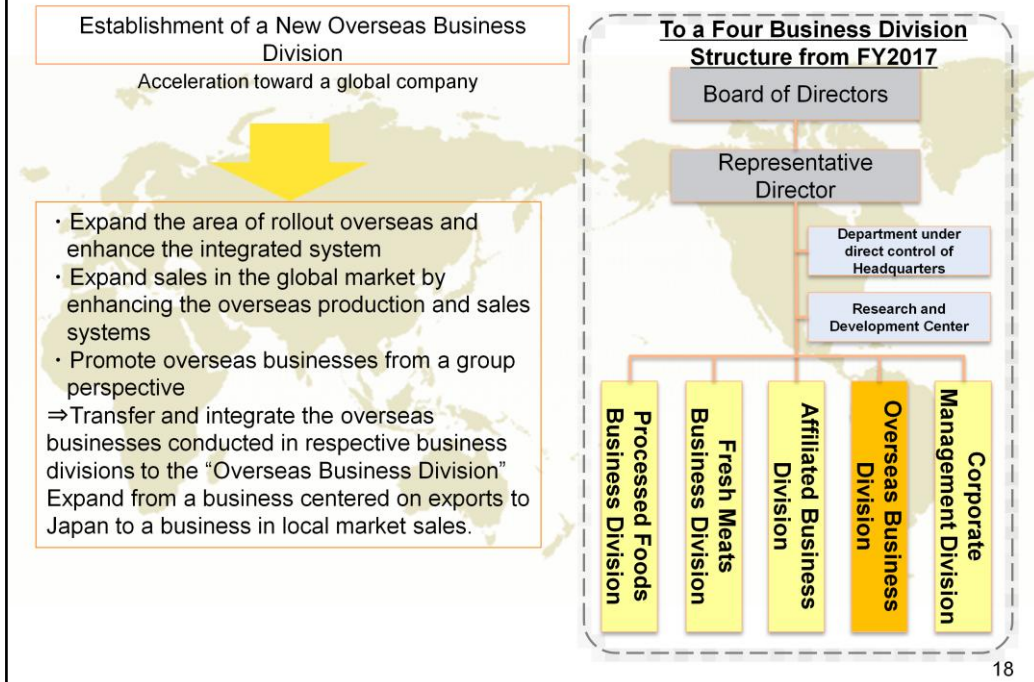 Establishment of a New Overseas Business
Division
Acceleration toward a global company
・Expand the area of rollout overseas and
enhance the integrated system
・Expand sales in the global market by
enhancing the overseas production and sales
systems
・Promote overseas businesses from a group
perspective
⇒Transfer and integrate the overseas
businesses conducted in respective business
divisions to the “Overseas Business Division”
Expand from a business centered on exports to
Japan to a business in local market sales.
To a Four Business Division
Structure from FY2017
Board of Directors
Representative
Director
Department under
direct control of
Headquarters
Research and
Development Center
Processed Foods
Business Division
Fresh Meats
Business Division
Affiliated Business
Division
Overseas Business
Division
Corporate
Management Division
18